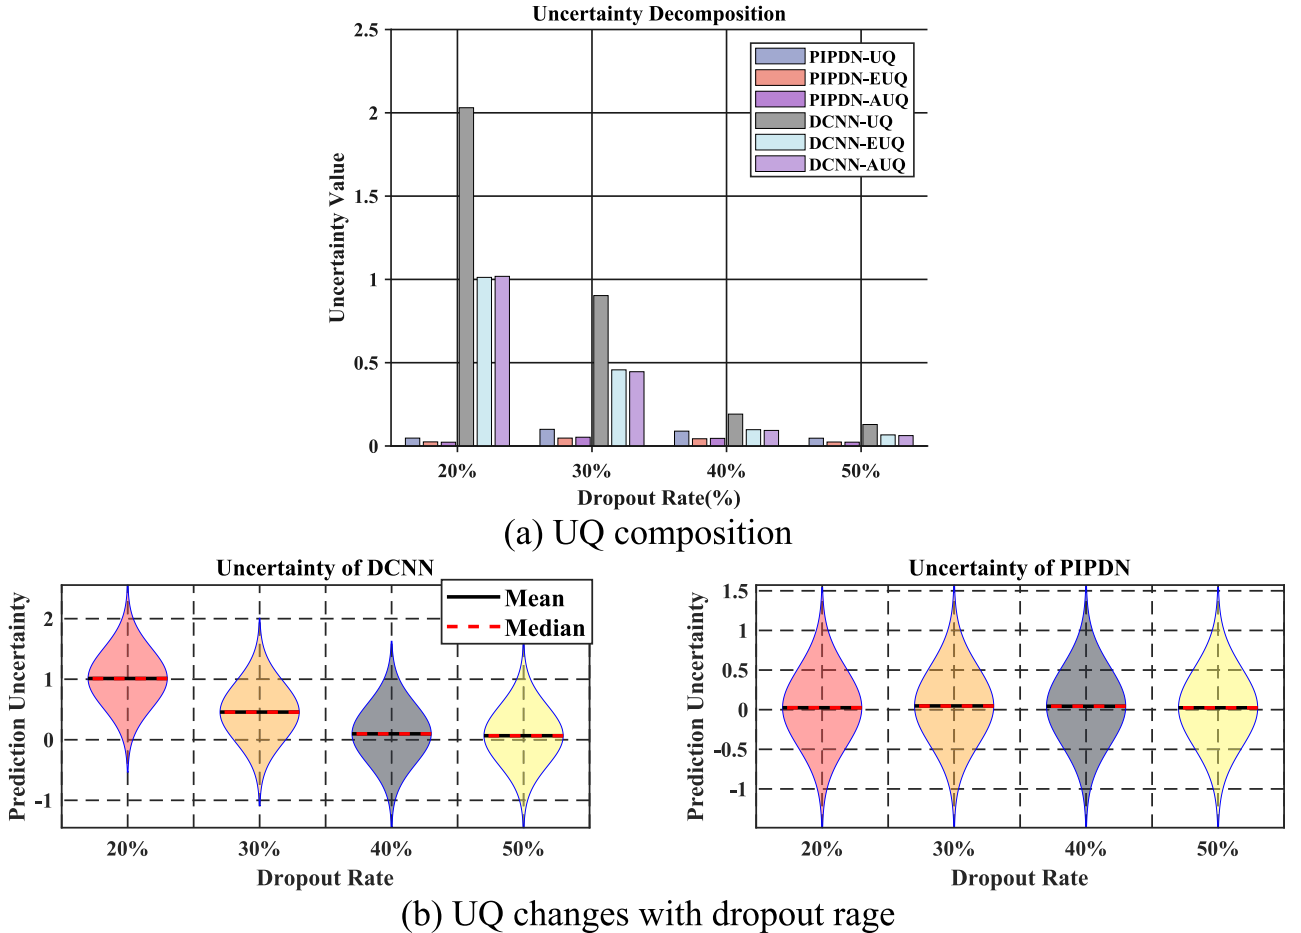 Uncertainty Decomposition
2.5
2
1.5
1
0.5
0
Uncertainty Value
PIPDN-UQ
PIPDN-EUQ
PIPDN-AUQ
DCNN-UQ
DCNN-EUQ
DCNN-AUQ
20% 30% 40% 50%
Dropout Rate(%)
(a) UQ composition
Uncertainty of DCNN
Mean
Median
2
1
0
-1
Prediction Uncertainty
20% 30% 40% 50%
Dropout Rate
Uncertainty of PIPDN
1.5
1
0.5
0
-0.5
-1
Prediction Uncertainty
20% 30% 40% 50%
Dropout Rate
(b) UQ changes with dropout rage